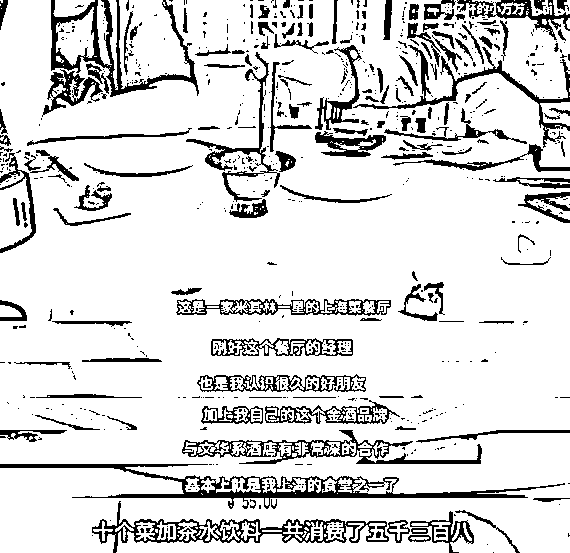 这是一家米其林一星的上海菜餐厅
刚好这个餐厅的经理
也是我认识很久的好朋友
加上我自己的这个金酒品牌
与文华系酒店有非常深的合作
基本上就是我上海的食堂之一了
¥ 55.00
十个菜加茶水饮料一共消费了五千三百八